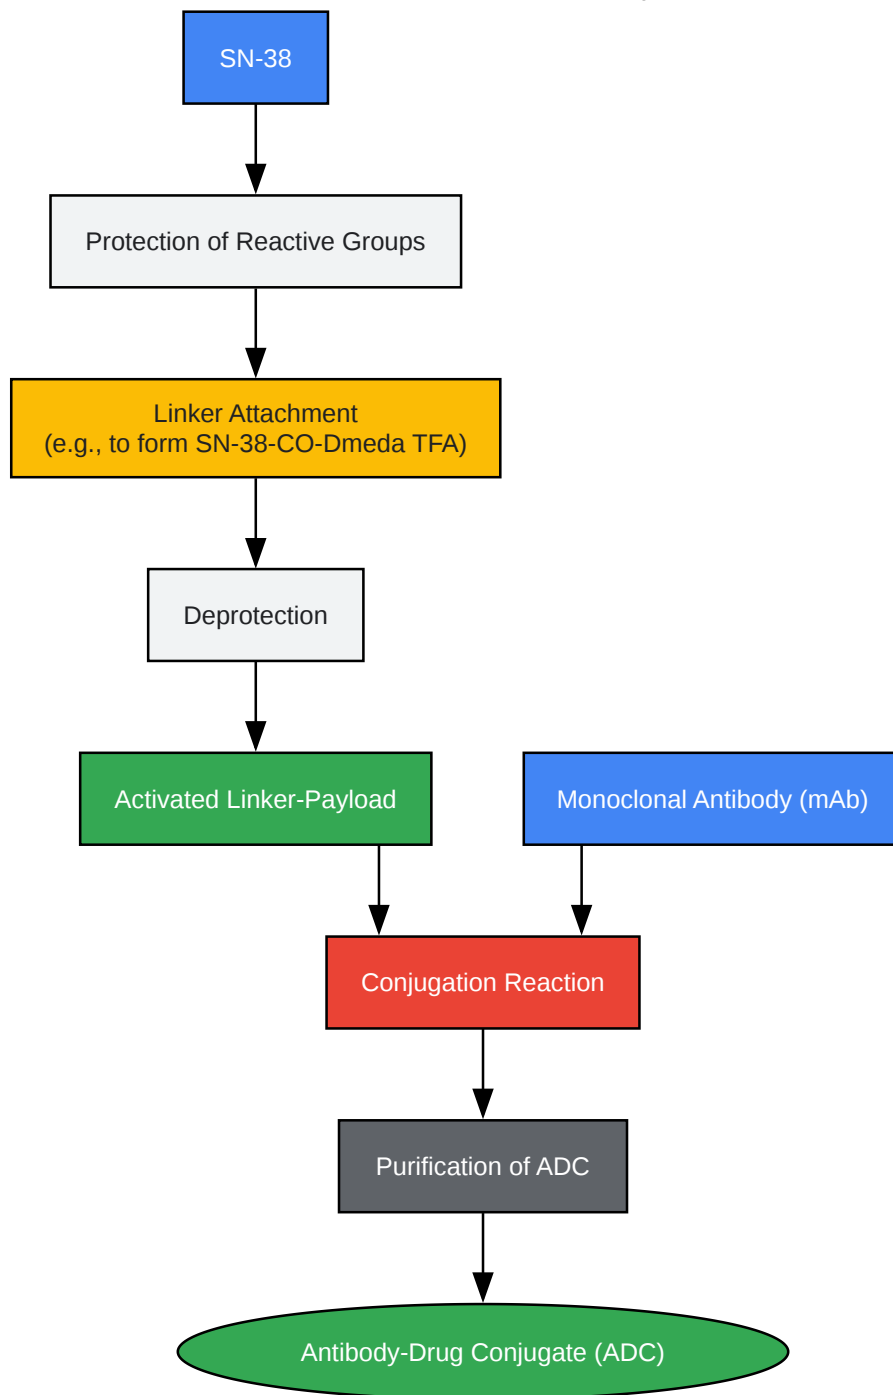 SN-38
Protection of Reactive Groups
Linker Attachment
(e.g., to form SN-38-CO-Dmeda TFA)
Deprotection
Activated Linker-Payload
Monoclonal Antibody (mAb)
Conjugation Reaction
Purification of ADC
Antibody-Drug Conjugate (ADC)